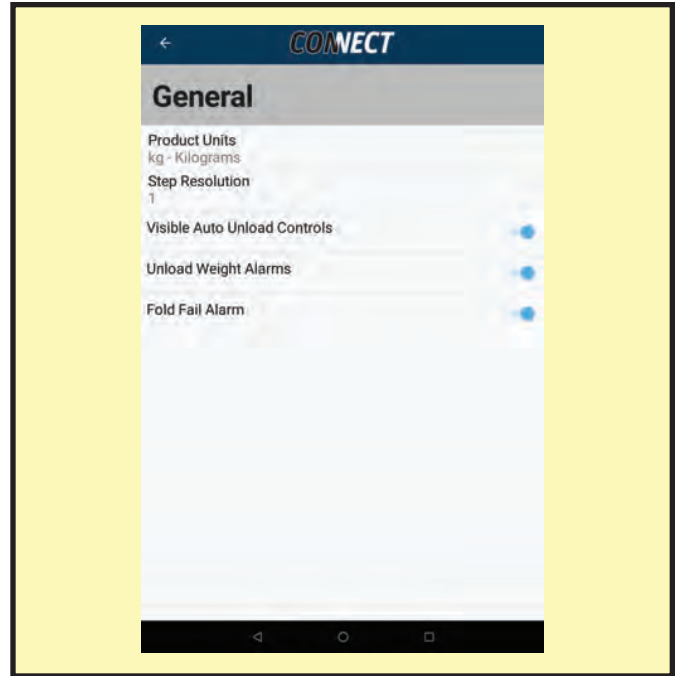 CONNECT
General
Product Units
kg - Kilograms
Step Resolution
1
Visible Auto Unload Controls
Unload Weight Alarms
Fold Fail Alarm